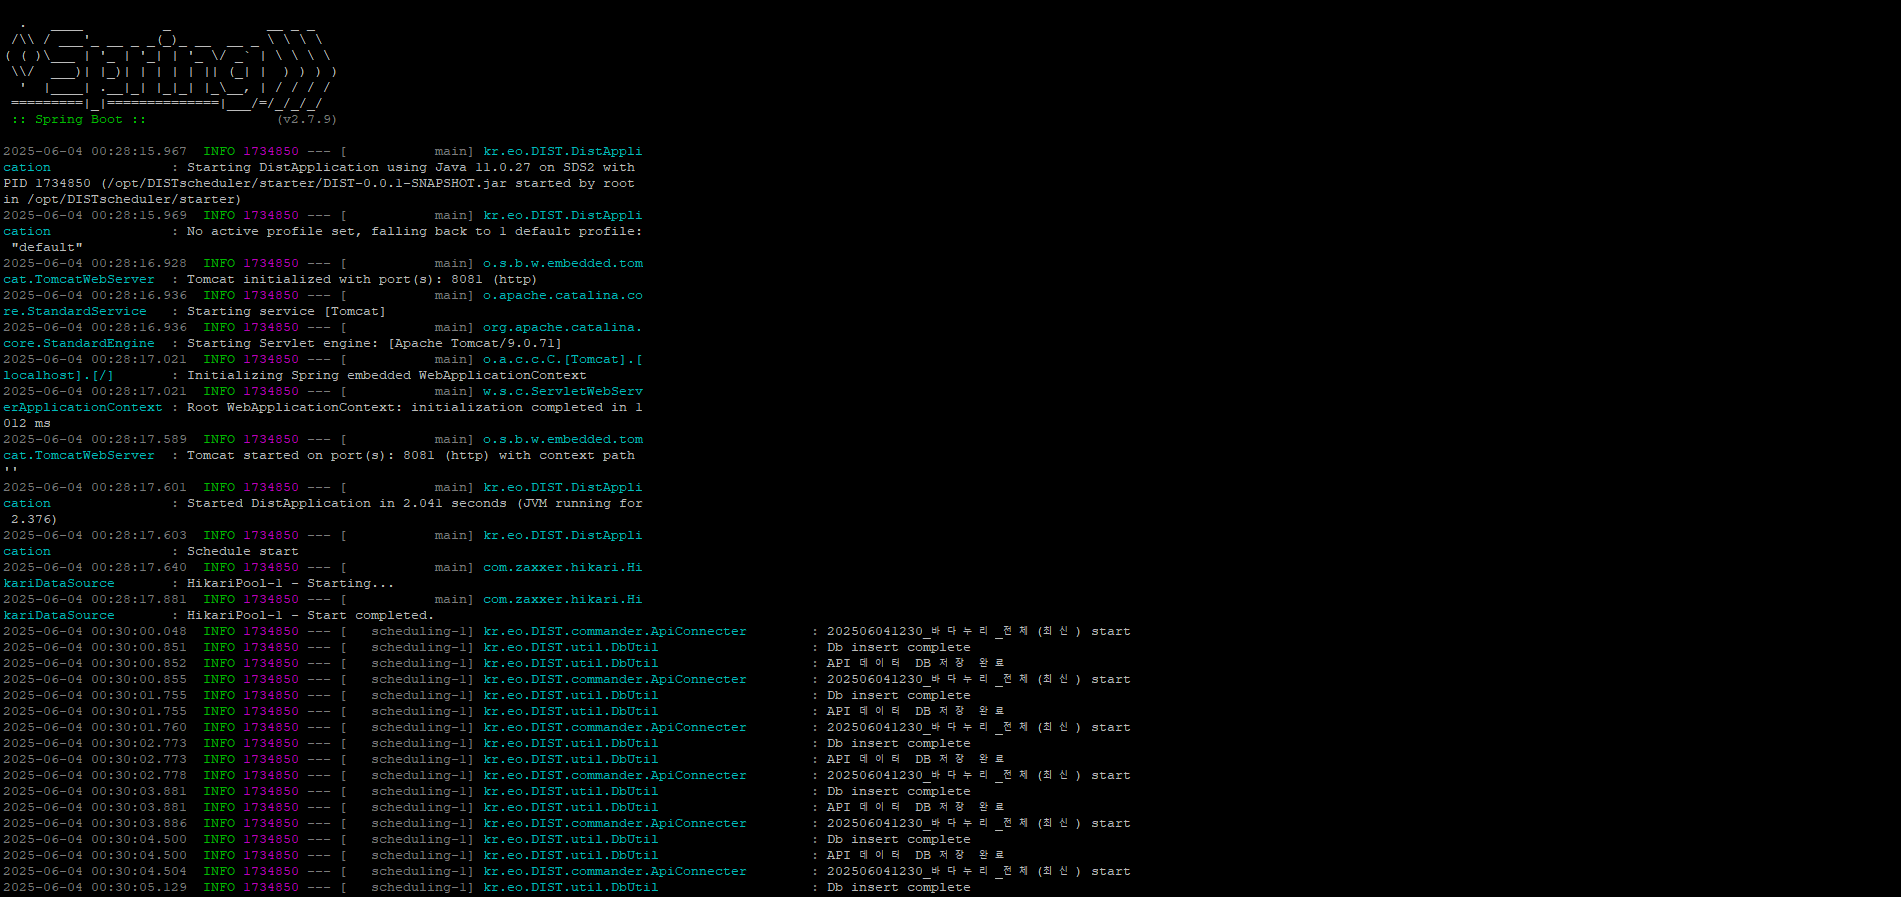 .   ____          _            __ _ _
 /\\ / ___'_ __ _ _(_)_ __  __ _ \ \ \ \
( ( )\___ | '_ | '_| | '_ \/ _` | \ \ \ \
 \\/  ___)| |_)| | | | | || (_| |  ) ) ) )
  '  |____| .__|_| |_|_| |_\__, | / / / /
 =========|_|==============|___/=/_/_/_/
 :: Spring Boot ::                (v2.7.9)
2025-06-04 00:28:15.967  INFO 1734850 --- [           main] kr.eo.DIST.DistAppli
cation               : Starting DistApplication using Java 11.0.27 on SDS2 with
PID 1734850 (/opt/DISTscheduler/starter/DIST-0.0.1-SNAPSHOT.jar started by root
in /opt/DISTscheduler/starter)
2025-06-04 00:28:15.969  INFO 1734850 --- [           main] kr.eo.DIST.DistAppli
cation               : No active profile set, falling back to 1 default profile:
 "default"
2025-06-04 00:28:16.928  INFO 1734850 --- [           main] o.s.b.w.embedded.tom
cat.TomcatWebServer  : Tomcat initialized with port(s): 8081 (http)
2025-06-04 00:28:16.936  INFO 1734850 --- [           main] o.apache.catalina.co
re.StandardService   : Starting service [Tomcat]
2025-06-04 00:28:16.936  INFO 1734850 --- [           main] org.apache.catalina.
core.StandardEngine  : Starting Servlet engine: [Apache Tomcat/9.0.71]
2025-06-04 00:28:17.021  INFO 1734850 --- [           main] o.a.c.c.C.[Tomcat].[
localhost].[/]       : Initializing Spring embedded WebApplicationContext
2025-06-04 00:28:17.021  INFO 1734850 --- [           main] w.s.c.ServletWebServ
erApplicationContext : Root WebApplicationContext: initialization completed in 1
012 ms
2025-06-04 00:28:17.589  INFO 1734850 --- [           main] o.s.b.w.embedded.tom
cat.TomcatWebServer  : Tomcat started on port(s): 8081 (http) with context path
''
2025-06-04 00:28:17.601  INFO 1734850 --- [           main] kr.eo.DIST.DistAppli
cation               : Started DistApplication in 2.041 seconds (JVM running for
 2.376)
2025-06-04 00:28:17.603  INFO 1734850 --- [           main] kr.eo.DIST.DistAppli
cation               : Schedule start
2025-06-04 00:28:17.640  INFO 1734850 --- [           main] com.zaxxer.hikari.Hi
kariDataSource       : HikariPool-1 - Starting...
2025-06-04 00:28:17.881  INFO 1734850 --- [           main] com.zaxxer.hikari.Hi
kariDataSource       : HikariPool-1 - Start completed.
2025-06-04 00:30:00.048  INFO 1734850 --- [   scheduling-1] kr.eo.DIST.commander.ApiConnecter        : 202506041230_바다누리_전체(최신) start
2025-06-04 00:30:00.851  INFO 1734850 --- [   scheduling-1] kr.eo.DIST.util.DbUtil                   : Db insert complete
2025-06-04 00:30:00.852  INFO 1734850 --- [   scheduling-1] kr.eo.DIST.util.DbUtil                   : API 데이터 DB 저장 완료
2025-06-04 00:30:00.855  INFO 1734850 --- [   scheduling-1] kr.eo.DIST.commander.ApiConnecter        : 202506041230_바다누리_전체(최신) start
2025-06-04 00:30:01.755  INFO 1734850 --- [   scheduling-1] kr.eo.DIST.util.DbUtil                   : Db insert complete
2025-06-04 00:30:01.755  INFO 1734850 --- [   scheduling-1] kr.eo.DIST.util.DbUtil                   : API 데이터 DB 저장 완료
2025-06-04 00:30:01.760  INFO 1734850 --- [   scheduling-1] kr.eo.DIST.commander.ApiConnecter        : 202506041230_바다누리_전체(최신) start
2025-06-04 00:30:02.773  INFO 1734850 --- [   scheduling-1] kr.eo.DIST.util.DbUtil                   : Db insert complete
2025-06-04 00:30:02.773  INFO 1734850 --- [   scheduling-1] kr.eo.DIST.util.DbUtil                   : API 데이터 DB 저장 완료
2025-06-04 00:30:02.778  INFO 1734850 --- [   scheduling-1] kr.eo.DIST.commander.ApiConnecter        : 202506041230_바다누리_전체(최신) start
2025-06-04 00:30:03.881  INFO 1734850 --- [   scheduling-1] kr.eo.DIST.util.DbUtil                   : Db insert complete
2025-06-04 00:30:03.881  INFO 1734850 --- [   scheduling-1] kr.eo.DIST.util.DbUtil                   : API 데이터 DB 저장 완료
2025-06-04 00:30:03.886  INFO 1734850 --- [   scheduling-1] kr.eo.DIST.commander.ApiConnecter        : 202506041230_바다누리_전체(최신) start
2025-06-04 00:30:04.500  INFO 1734850 --- [   scheduling-1] kr.eo.DIST.util.DbUtil                   : Db insert complete
2025-06-04 00:30:04.500  INFO 1734850 --- [   scheduling-1] kr.eo.DIST.util.DbUtil                   : API 데이터 DB 저장 완료
2025-06-04 00:30:04.504  INFO 1734850 --- [   scheduling-1] kr.eo.DIST.commander.ApiConnecter        : 202506041230_바다누리_전체(최신) start
2025-06-04 00:30:05.129  INFO 1734850 --- [   scheduling-1] kr.eo.DIST.util.DbUtil                   : Db insert complete